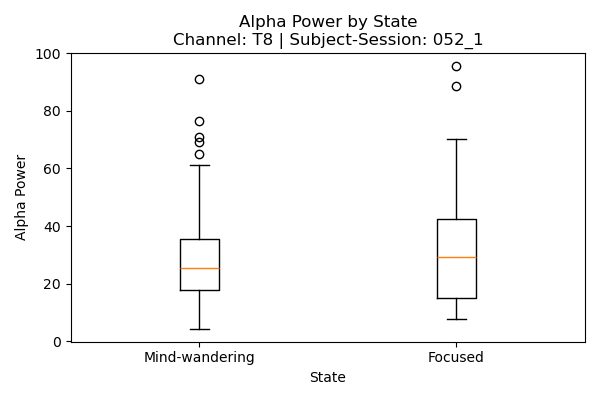 Alpha Power by State
Channel: T8 | Subject-Session: 052_1
100
80
60
40
20
0
Alpha Power
Mind-wandering
Focused
State